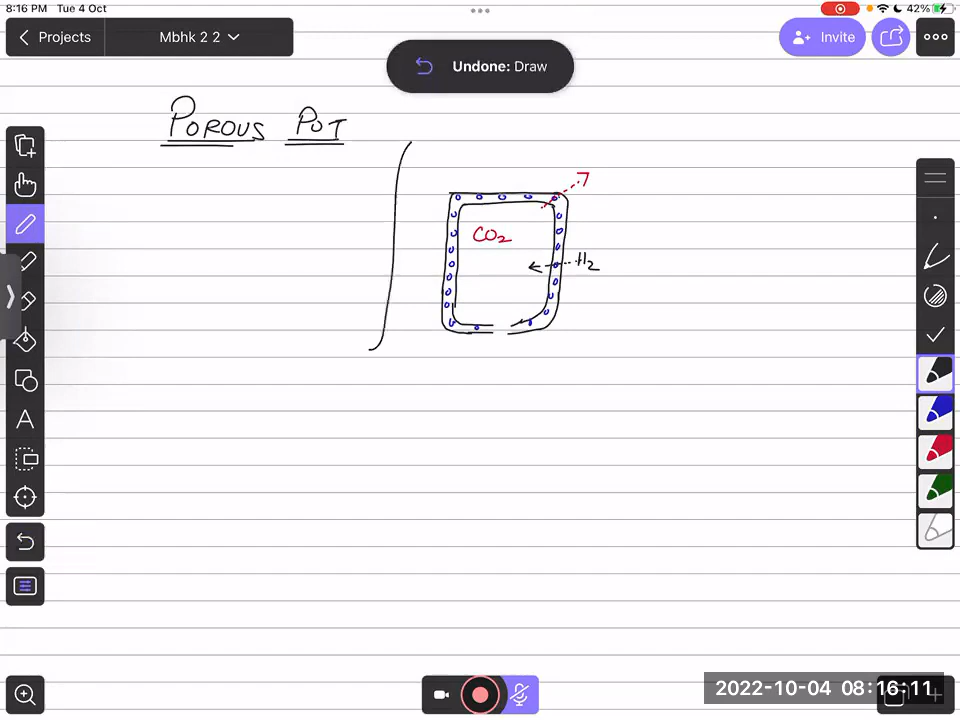 8:16 PM Tue 4 Oct 42%
Projects Mbhk 2 2 Invite
Undone: Draw
POROUS POT
CO2
H2
A
2022-10-04 08:16:11